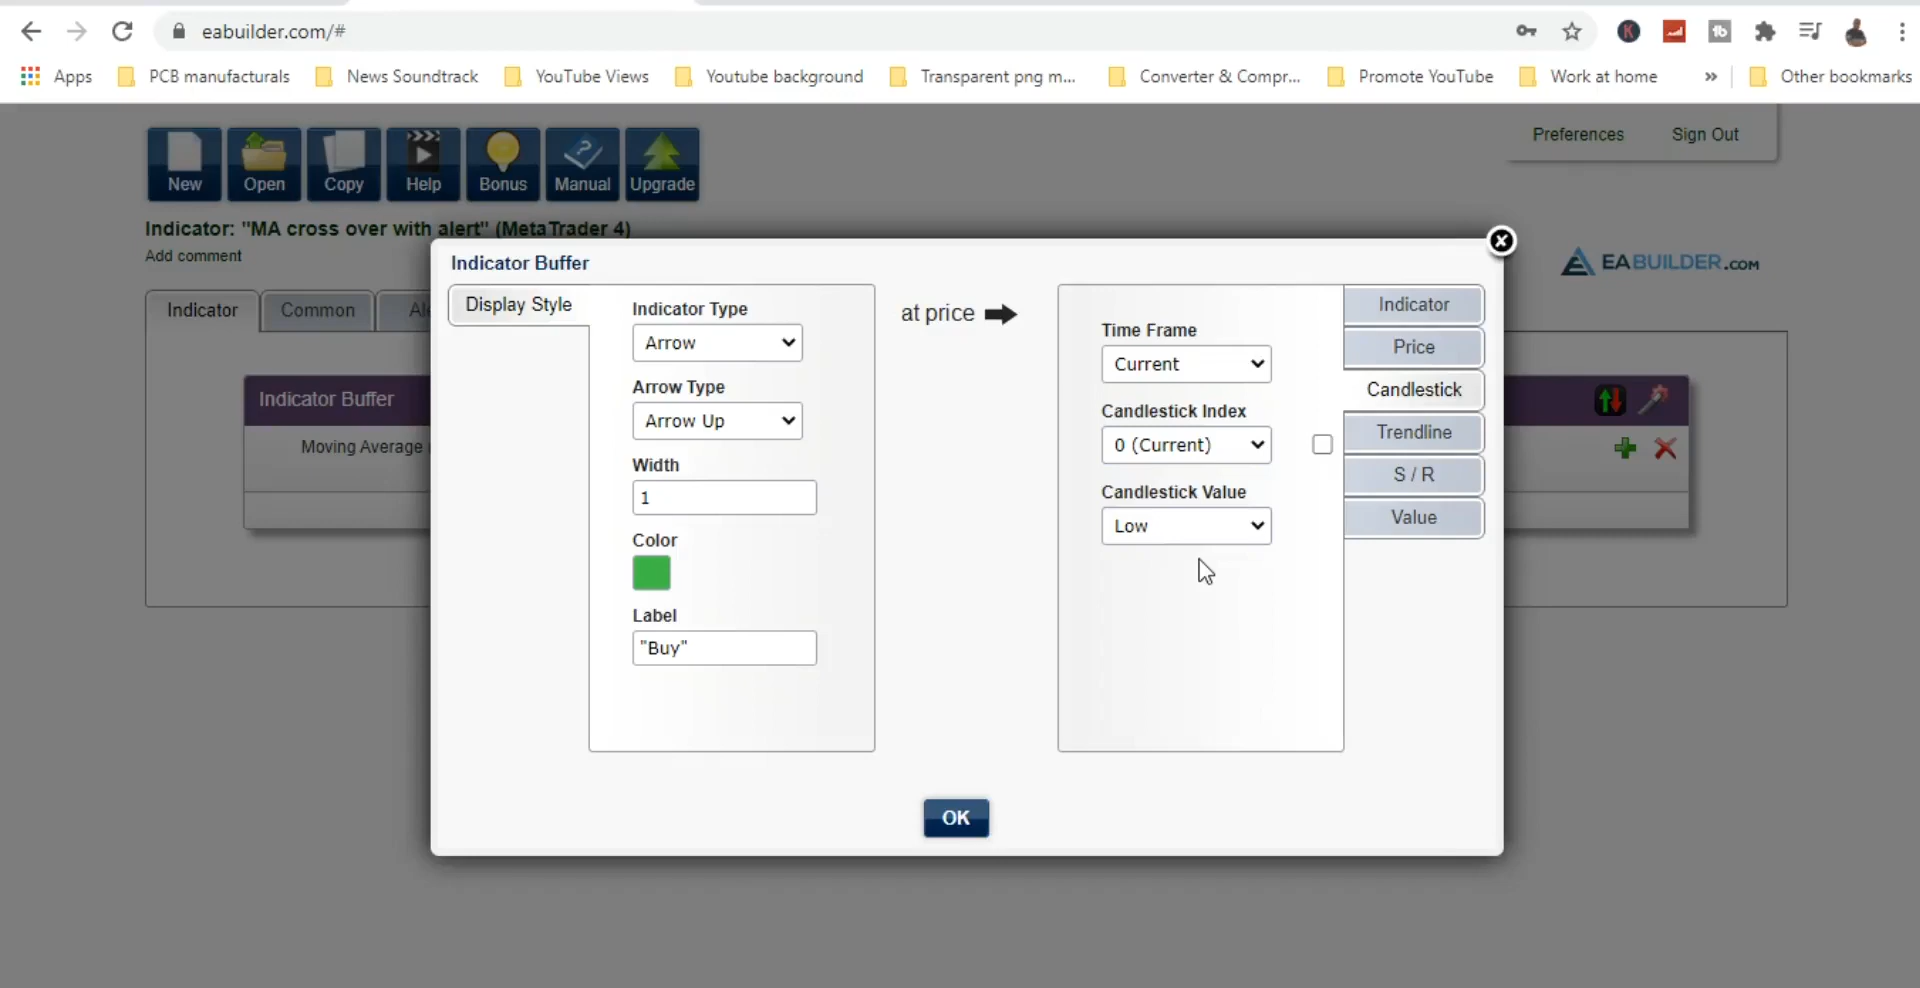 eabuilder.com/#
Apps
PCB manufacturals
News Soundtrack
YouTube Views
Youtube background
Transparent png m...
Converter & Compr...
Promote YouTube
Work at home
»
Other bookmarks
New
Open
Copy
Help
Bonus
Manual
Upgrade
Preferences
Sign Out
Indicator: "MA cross over with alert" (MetaTrader 4)
Add comment
EABUILDER.COM
Indicator
Common
Al
Indicator Buffer
Moving Average
Indicator Buffer
Display Style
Indicator Type
Arrow
Arrow Type
Arrow Up
Width
1
Color
Label
"Buy"
at price
Time Frame
Current
Candlestick Index
0 (Current)
Candlestick Value
Low
Indicator
Price
Candlestick
Trendline
S / R
Value
OK